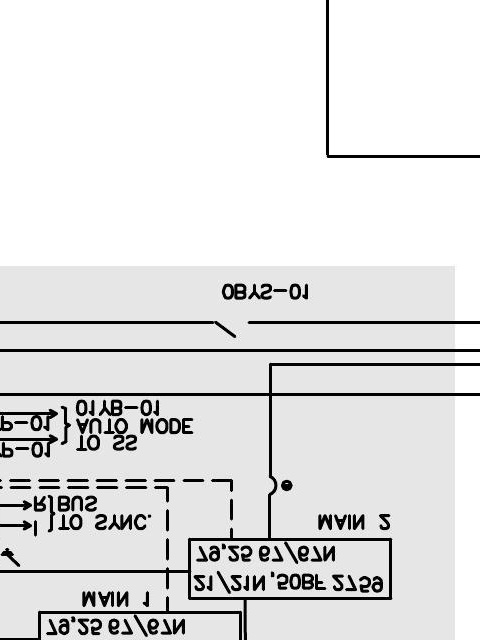 0BYS-01
01YB-01
P-01
AUTO MODE
TO SS
P-01
R BUS
I TO SYNC.
MAIN 2
79,25 67/67N
21/21N ,50BF 2759
MAIN 1
79,25 67/67N